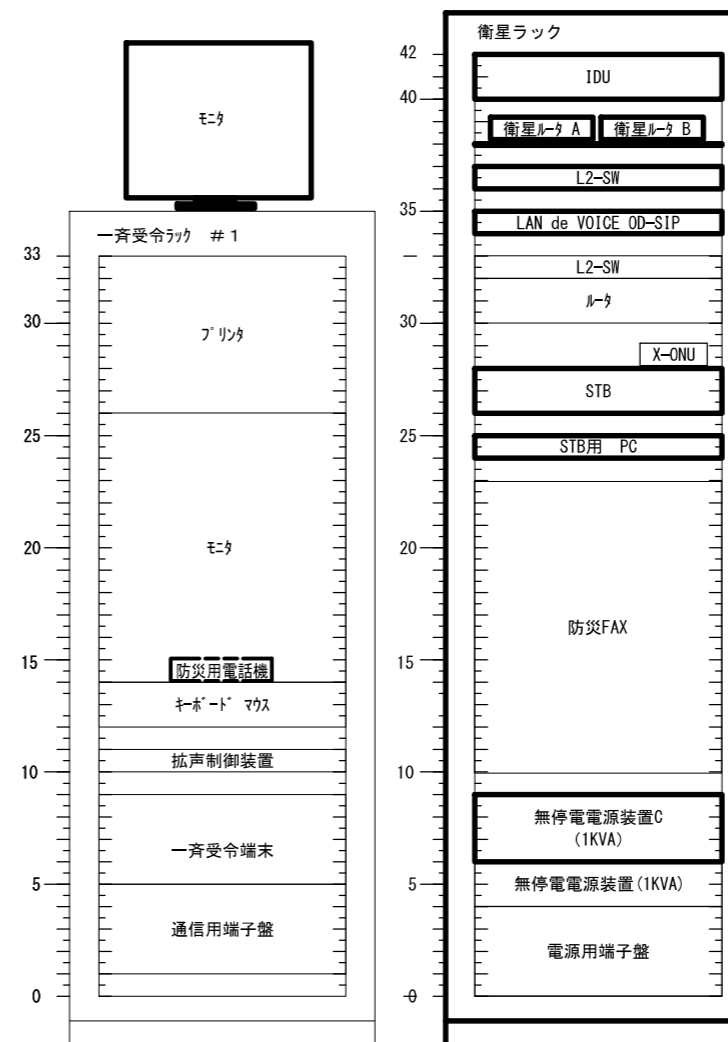 モニタ
一斉受令ラック #1
33
プリンタ
30
25
モニタ
20
15
防災用電話機
キーボード マウス
拡声制御装置
10
一斉受令端末
5
通信用端子盤
0
衛星ラック
42
IDU
40
衛星ルータ A
衛星ルータ B
L2-SW
35
LAN de VOICE OD-SIP
L2-SW
ルータ
30
X-ONU
STB
25
STB用 PC
20
防災FAX
15
10
無停電電源装置C
(1KVA)
5
無停電電源装置(1KVA)
電源用端子盤
0